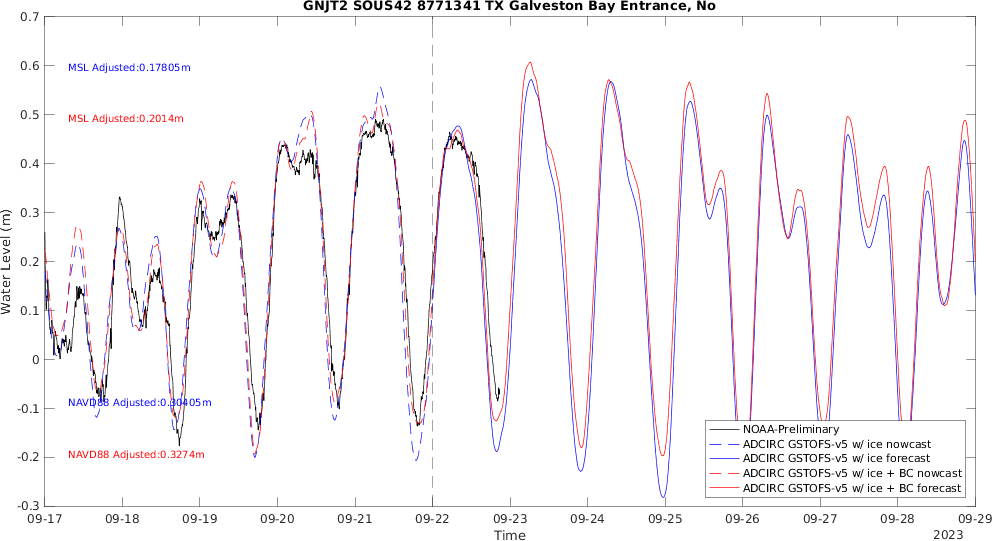 GNJT2 SOUS42 8771341 TX Galveston Bay Entrance, No
Water Level (m)
0.7
0.6
0.5
0.4
0.3
0.2
0.1
0
-0.1
-0.2
-0.3
MSL Adjusted:0.17805m
MSL Adjusted:0.2014m
NAVD88 Adjusted:0.30405m
NAVD88 Adjusted:0.3274m
NOAA-Preliminary
ADCIRC GSTOFS-v5 w/ ice nowcast
ADCIRC GSTOFS-v5 w/ ice forecast
ADCIRC GSTOFS-v5 w/ ice + BC nowcast
ADCIRC GSTOFS-v5 w/ ice + BC forecast
09-17 09-18 09-19 09-20 09-21 09-22 09-23 09-24 09-25 09-26 09-27 09-28 09-29
Time
2023